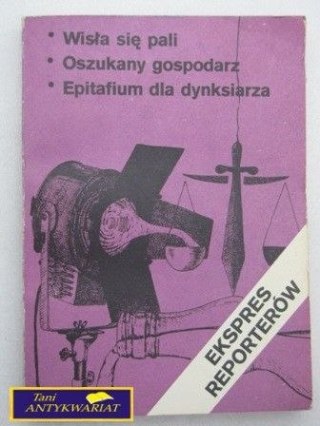 • Wisła się pali
• Oszukany gospodarz
• Epitafium dla dynksiarza
EKSPRES
REPORTERÓW
Tani
ANTYKWARIAT